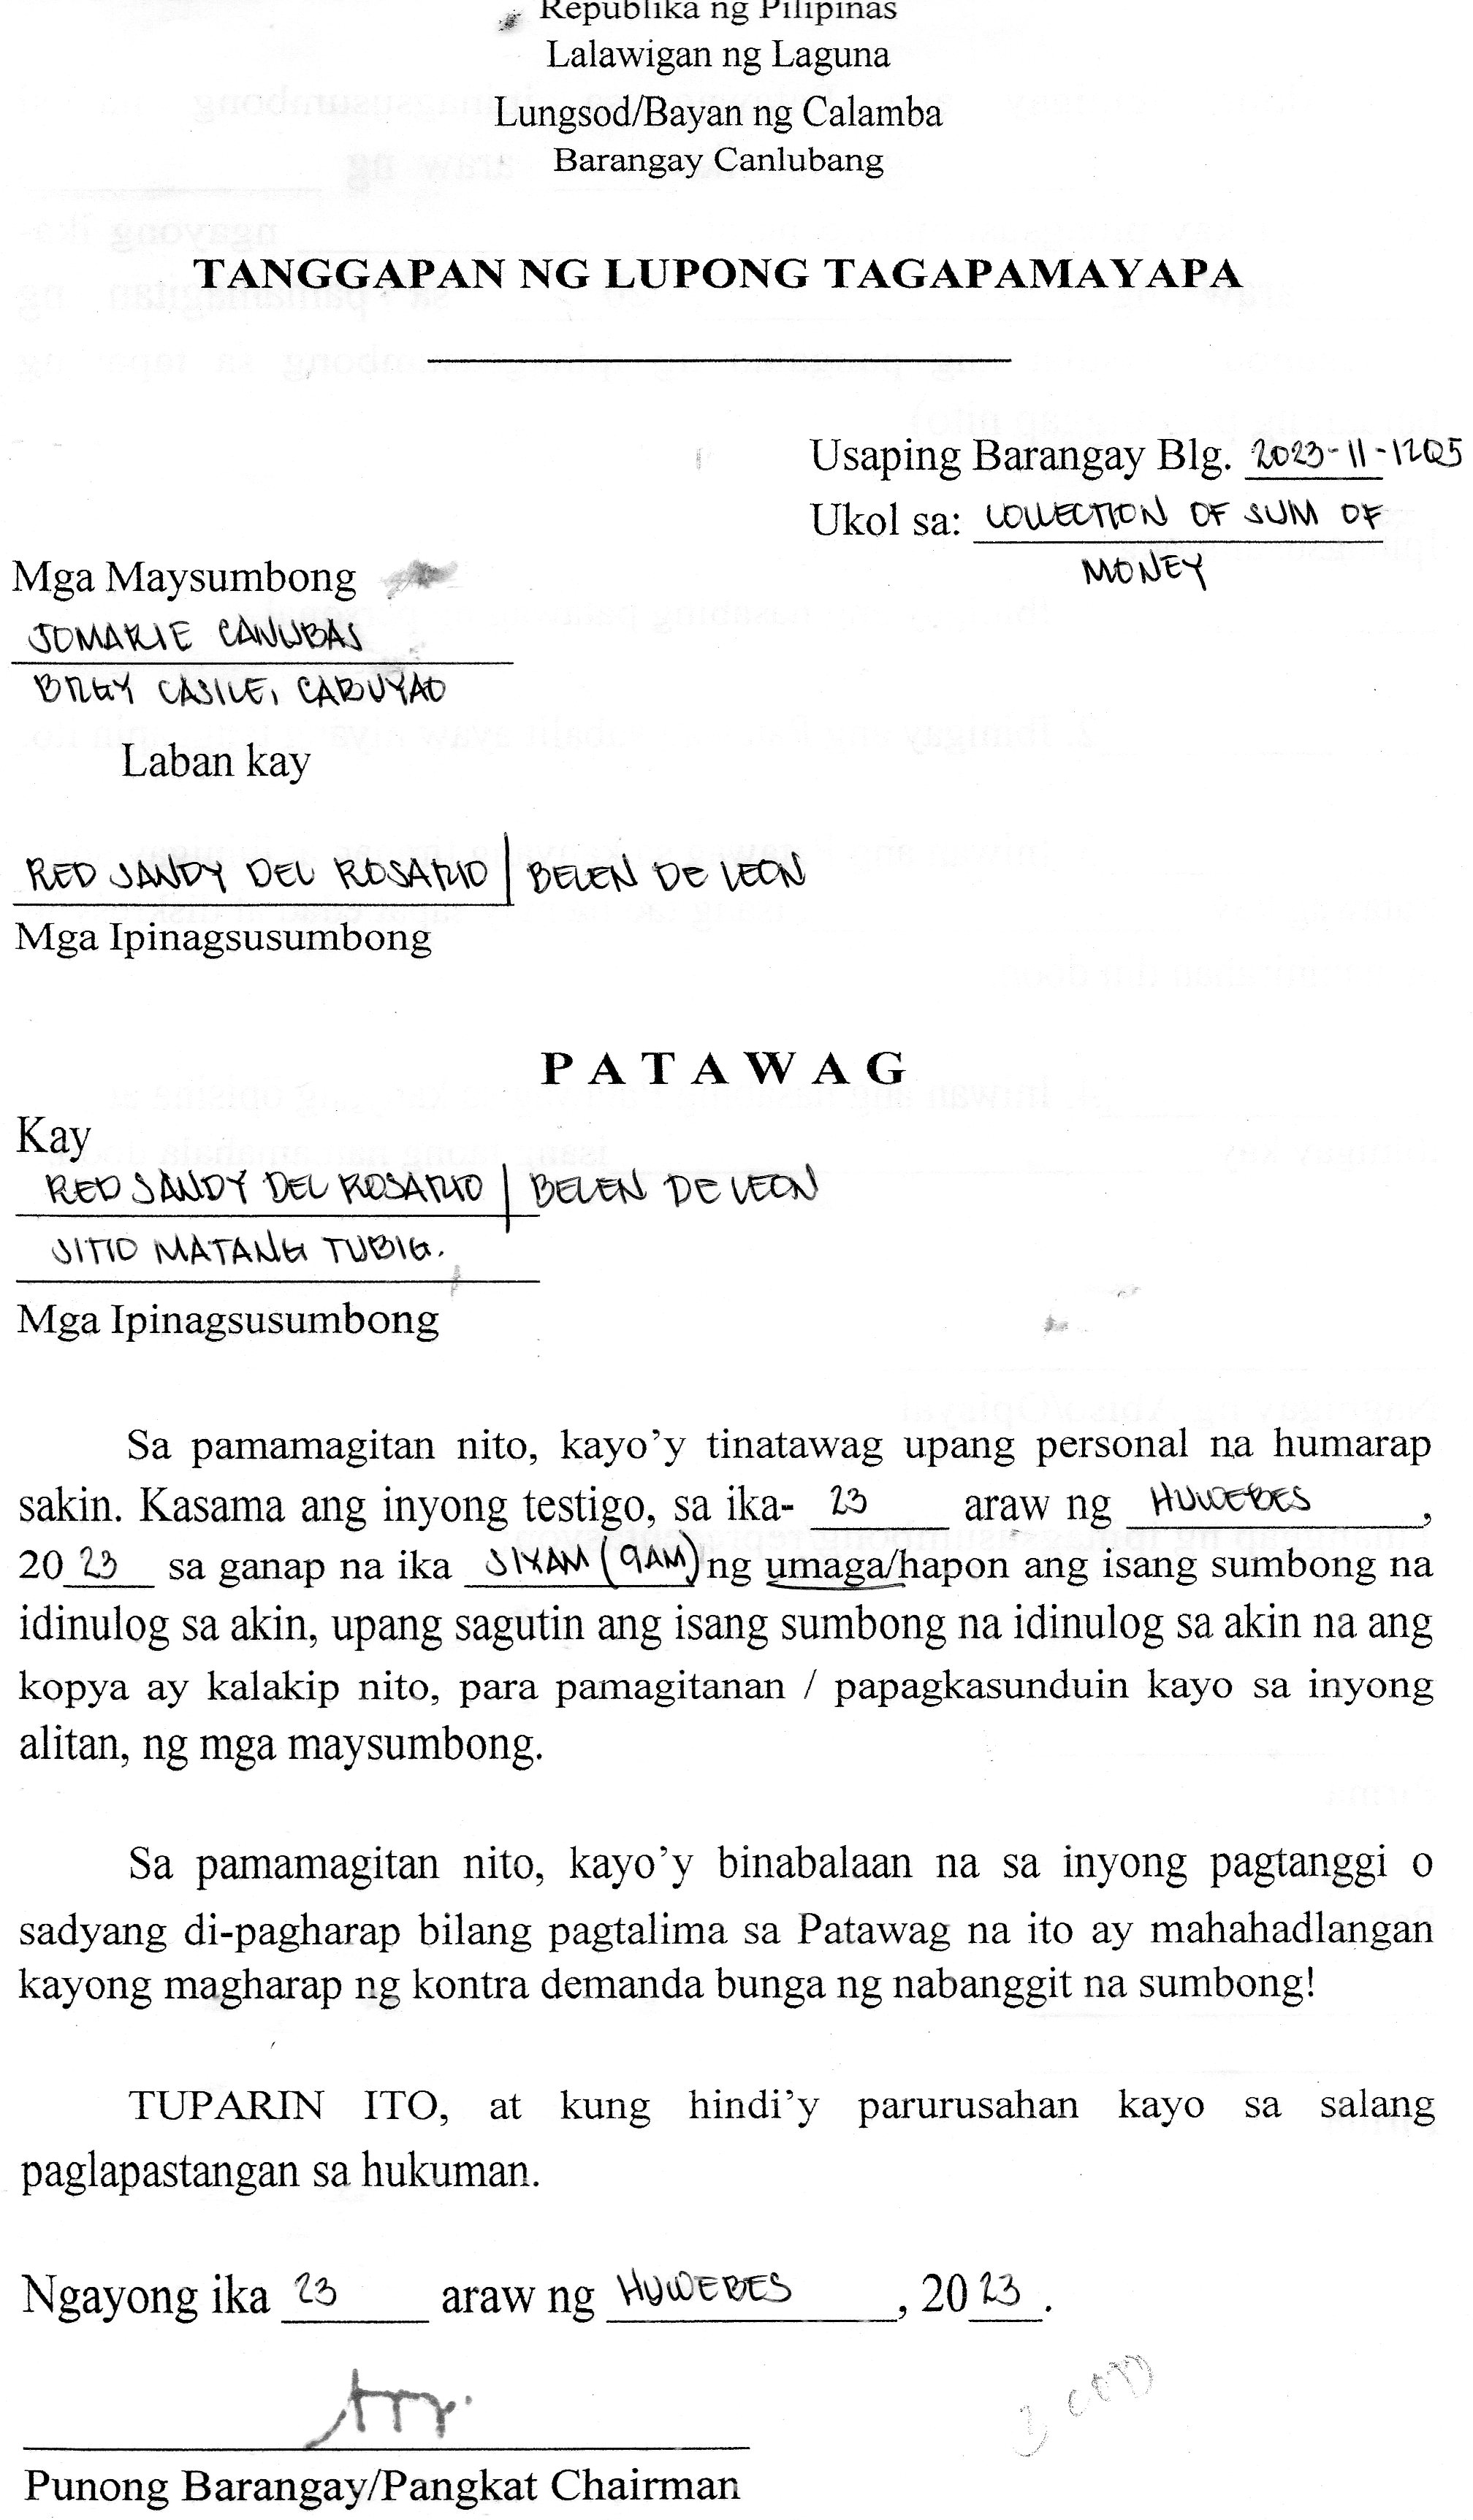 Republika ng Pilipinas
Lalawigan ng Laguna
Lungsod/Bayan ng Calamba
Barangay Canlubang
TANGGAPAN NG LUPONG TAGAPAMAYAPA
Usaping Barangay Blg. 2023-11-1205
Ukol sa: COLLECTION OF SUM OF
MONEY
Mga Maysumbong
JOMARIE CANUBAS
BRGY CASILE, CABUYAO
Laban kay
RED SANDY DEL ROSARIO | BELEN DE LEON
Mga Ipinagsusumbong
PATAWAG
Kay
RED SANDY DEL ROSARIO | BELEN DE LEON
SITIO MATANG TUBIG.
Mga Ipinagsusumbong
Sa pamamagitan nito, kayo'y tinatawag upang personal na humarap
sakin. Kasama ang inyong testigo, sa ika- 23 araw ng HUWEBES,
2023 sa ganap na ika SIYAM (9AM) ng umaga/hapon ang isang sumbong na
idinulog sa akin, upang sagutin ang isang sumbong na idinulog sa akin na ang
kopya ay kalakip nito, para pamagitanan / papagkasunduin kayo sa inyong
alitan, ng mga maysumbong.
Sa pamamagitan nito, kayo'y binabalaan na sa inyong pagtanggi o
sadyang di-pagharap bilang pagtalima sa Patawag na ito ay mahahadlangan
kayong magharap ng kontra demanda bunga ng nabanggit na sumbong!
TUPARIN ITO, at kung hindi'y parurusahan kayo sa salang
paglapastangan sa hukuman.
Ngayong ika 23 araw ng HUWEBES, 2023.
Punong Barangay/Pangkat Chairman